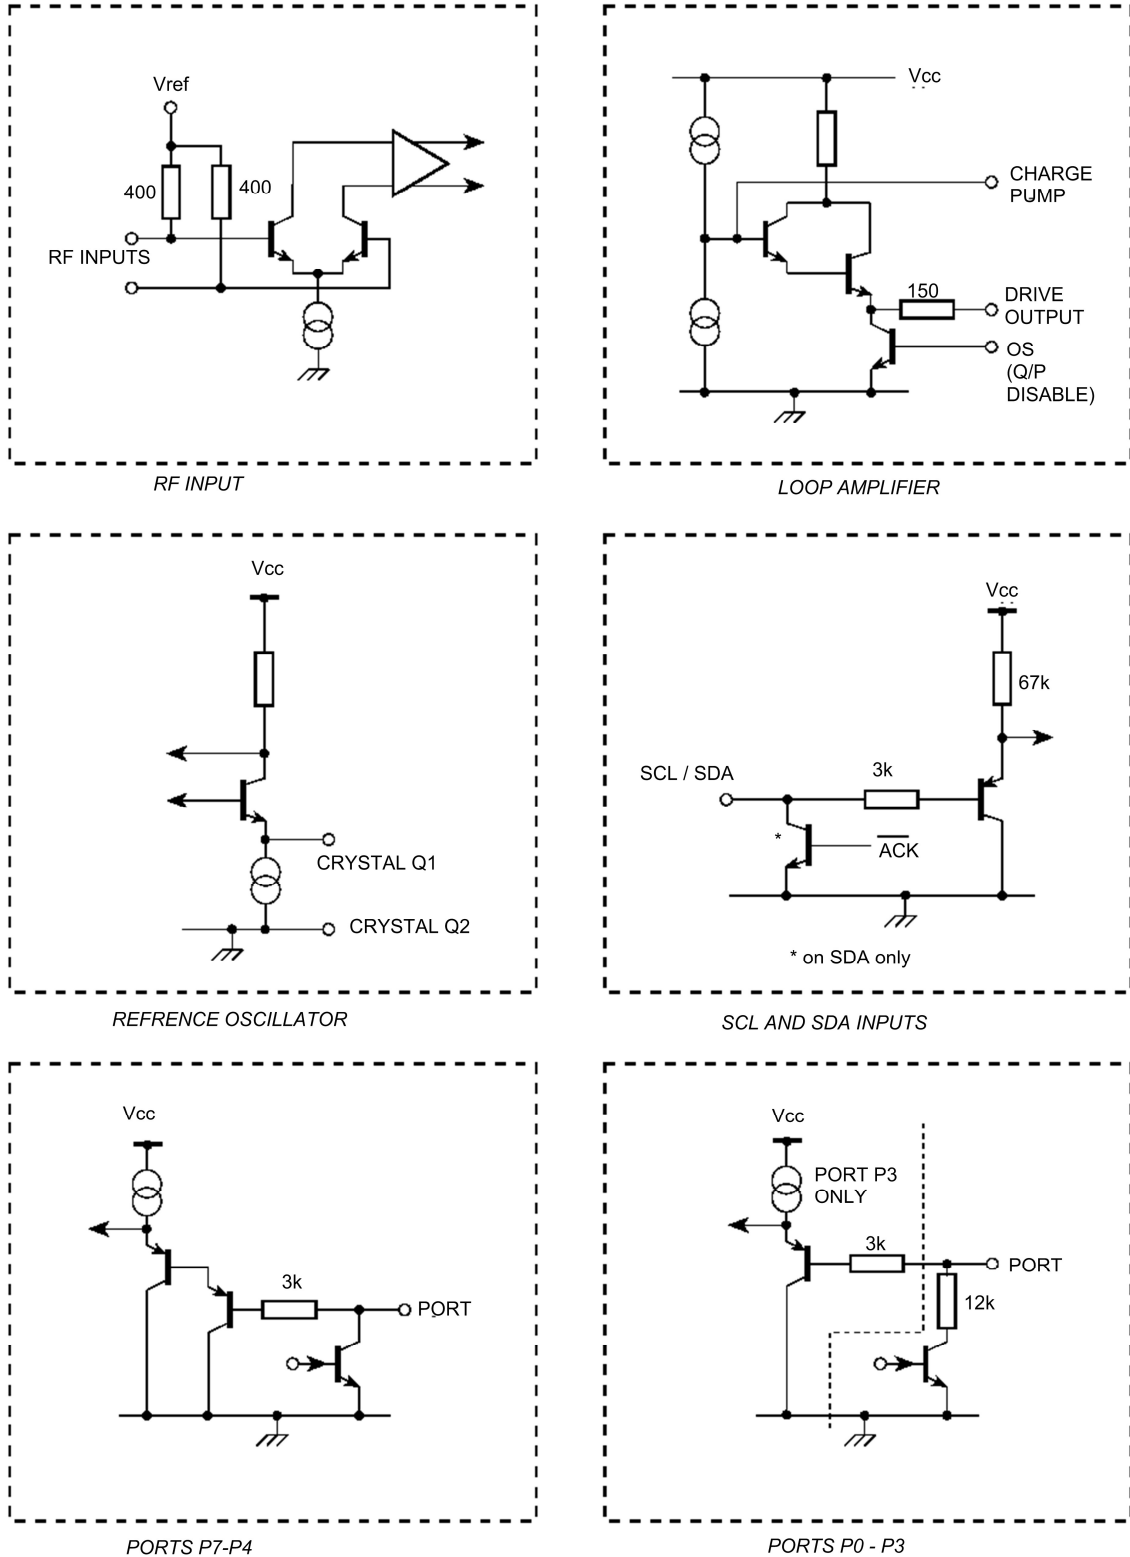 Vref
400
400
RF INPUTS
RF INPUT
Vcc
CHARGE
PUMP
150
DRIVE
OUTPUT
OS
(Q/P
DISABLE)
LOOP AMPLIFIER
Vcc
CRYSTAL Q1
CRYSTAL Q2
REFRENCE OSCILLATOR
Vcc
67k
SCL / SDA
3k
*
ACK
* on SDA only
SCL AND SDA INPUTS
Vcc
3k
PORT
PORTS P7-P4
Vcc
PORT P3
ONLY
3k
PORT
12k
PORTS P0 - P3